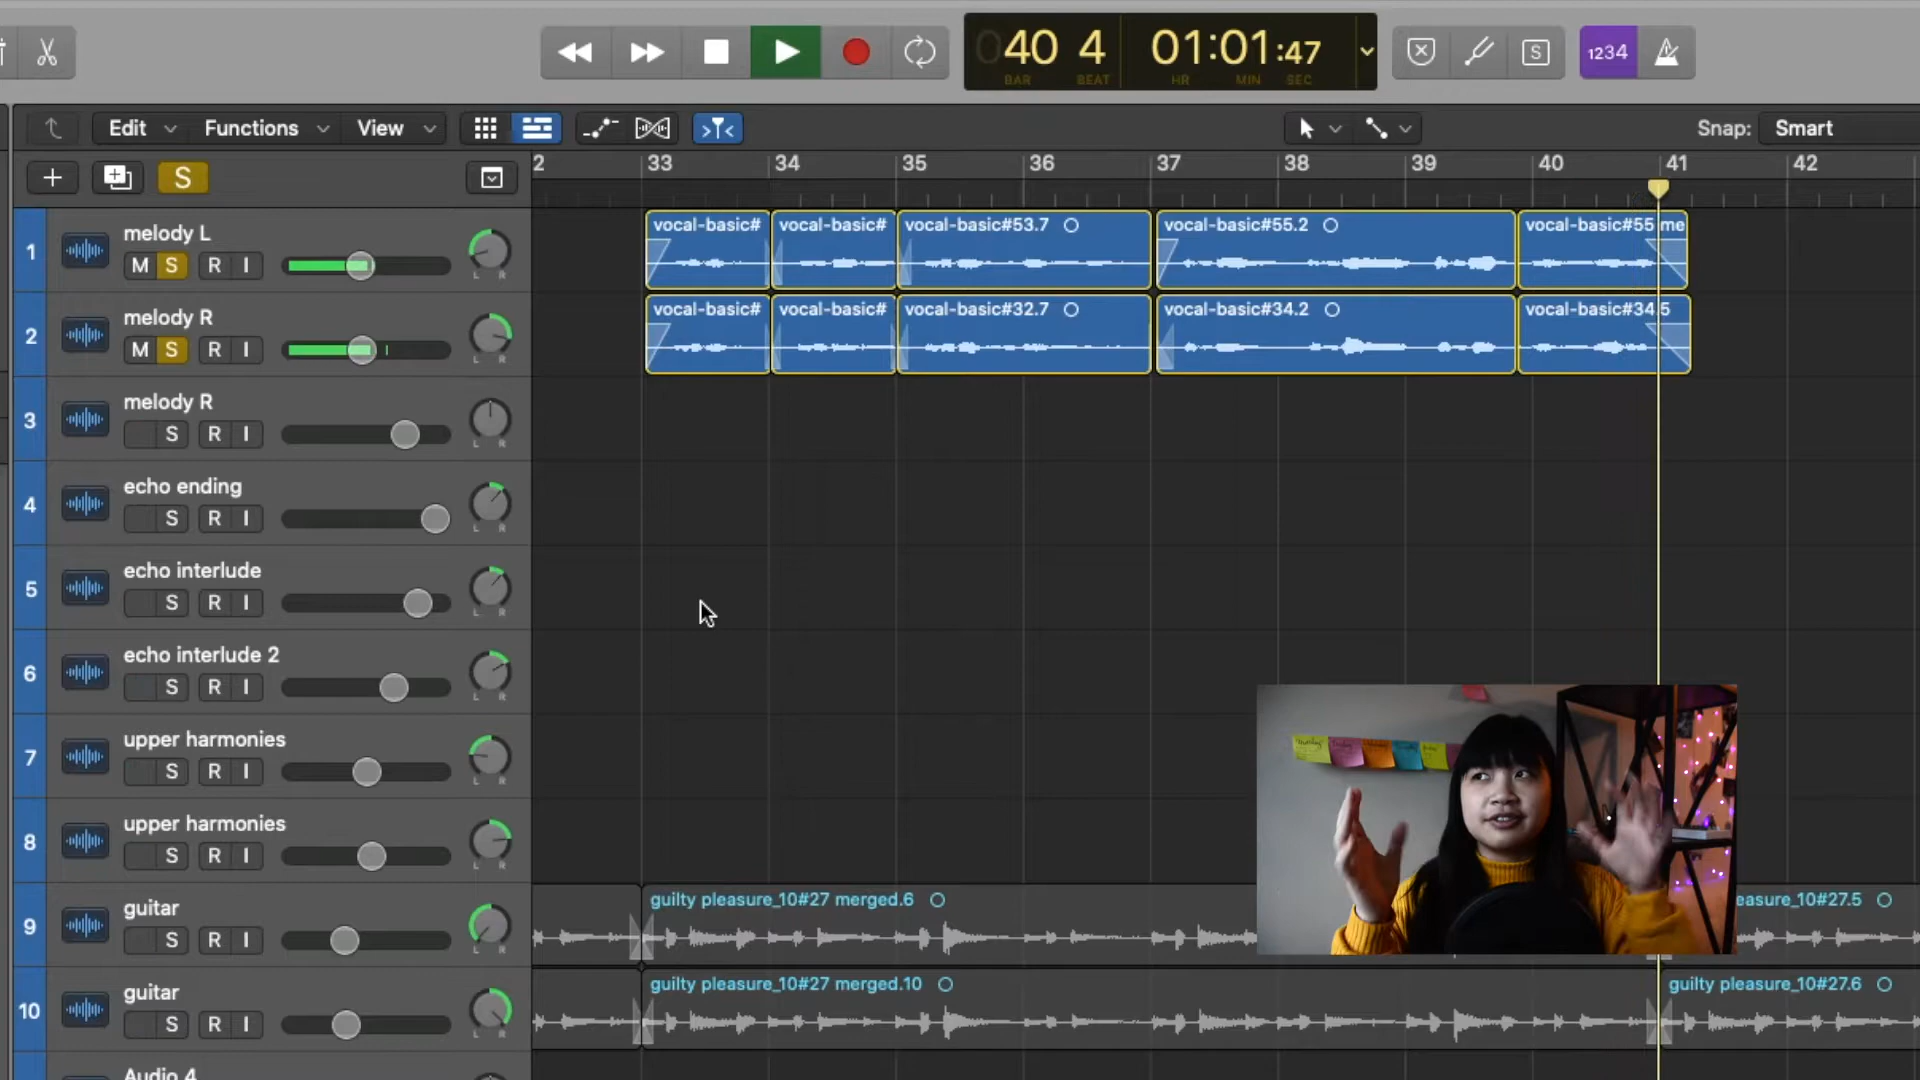 040 4 01:01:47
BAR BEAT HR MIN SEC
S 1234
Edit Functions View Snap: Smart
S
2 33 34 35 36 37 38 39 40 41 42
1 melody L
M S R I L R
vocal-basic# vocal-basic# vocal-basic#53.7 vocal-basic#55.2 vocal-basic#55 me
2 melody R
M S R I L R
vocal-basic# vocal-basic# vocal-basic#32.7 vocal-basic#34.2 vocal-basic#34.5
3 melody R
S R I L R
4 echo ending
S R I L R
5 echo interlude
S R I L R
6 echo interlude 2
S R I L R
7 upper harmonies
S R I L R
8 upper harmonies
S R I L R
9 guitar
S R I L R
guilty pleasure_10#27 merged.6 easure_10#27.5
10 guitar
S R I L R
guilty pleasure_10#27 merged.10 guilty pleasure_10#27.6
Audio 4